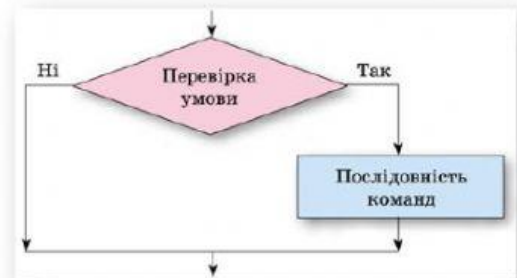 Ні
Перевірка
умови
Так
Послідовність
команд